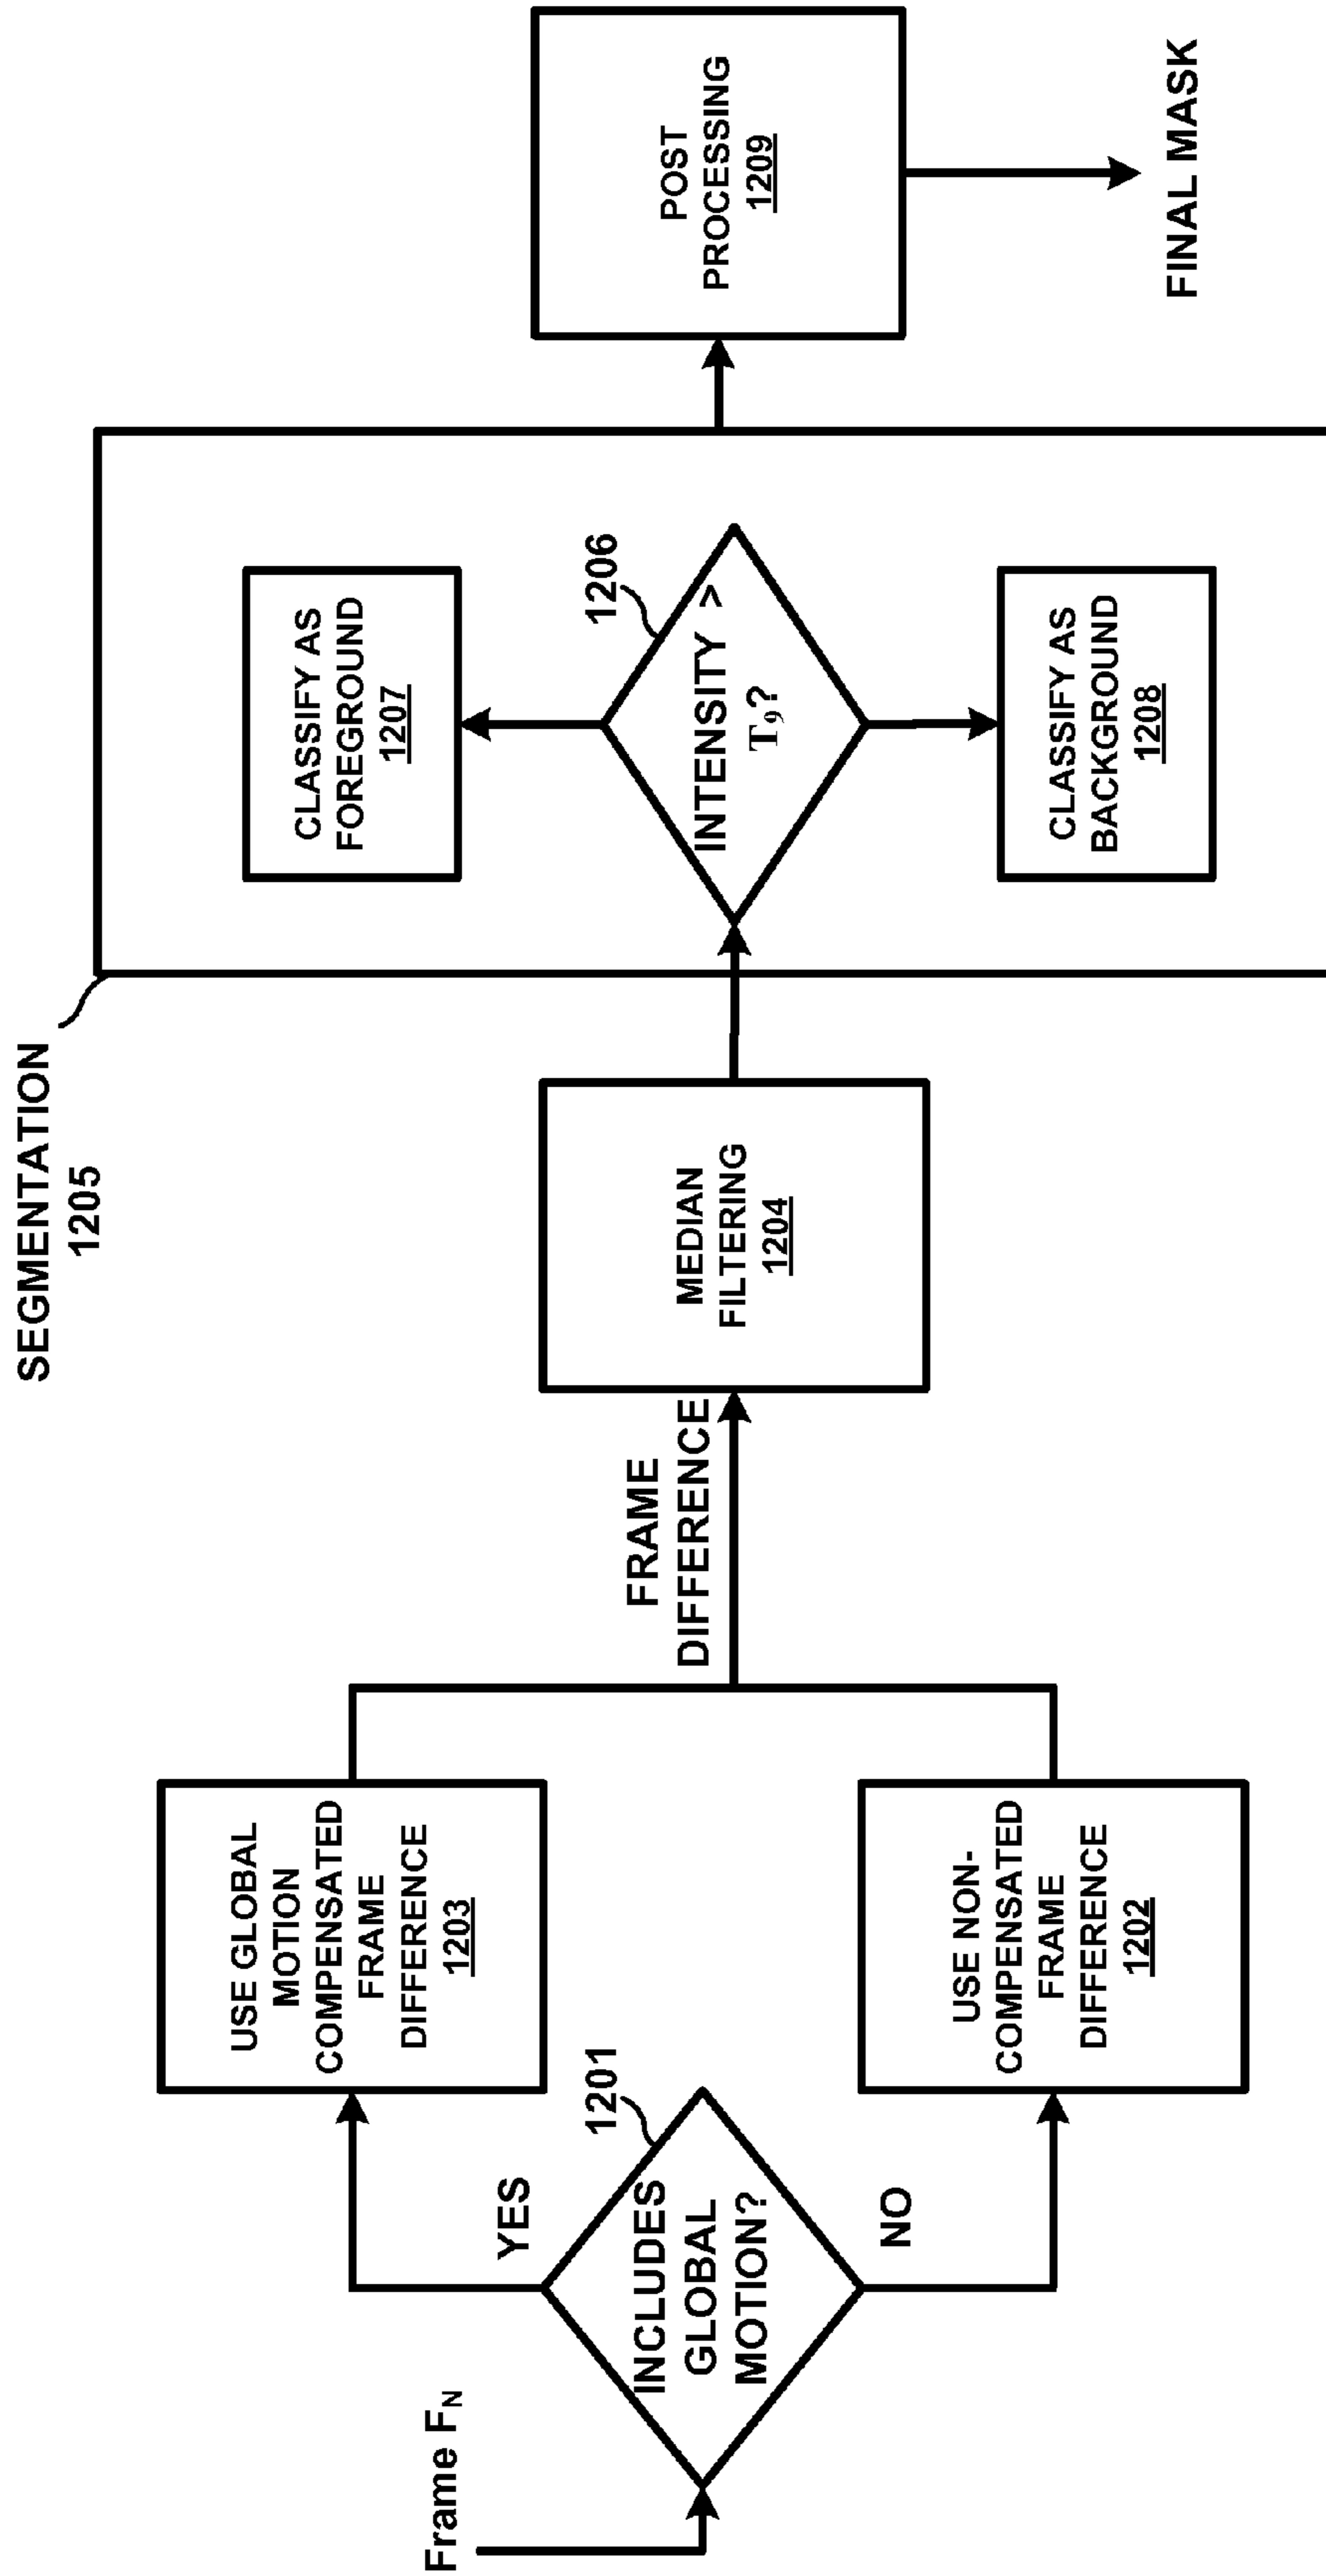 Frame F_N
INCLUDES
GLOBAL
MOTION?
1201
YES
NO
USE GLOBAL
MOTION
COMPENSATED
FRAME
DIFFERENCE
1203
USE NON-
COMPENSATED
FRAME
DIFFERENCE
1202
FRAME
DIFFERENCE
MEDIAN
FILTERING
1204
SEGMENTATION
1205
CLASSIFY AS
FOREGROUND
1207
1206
INTENSITY >
T₉?
CLASSIFY AS
BACKGROUND
1208
POST
PROCESSING
1209
FINAL MASK